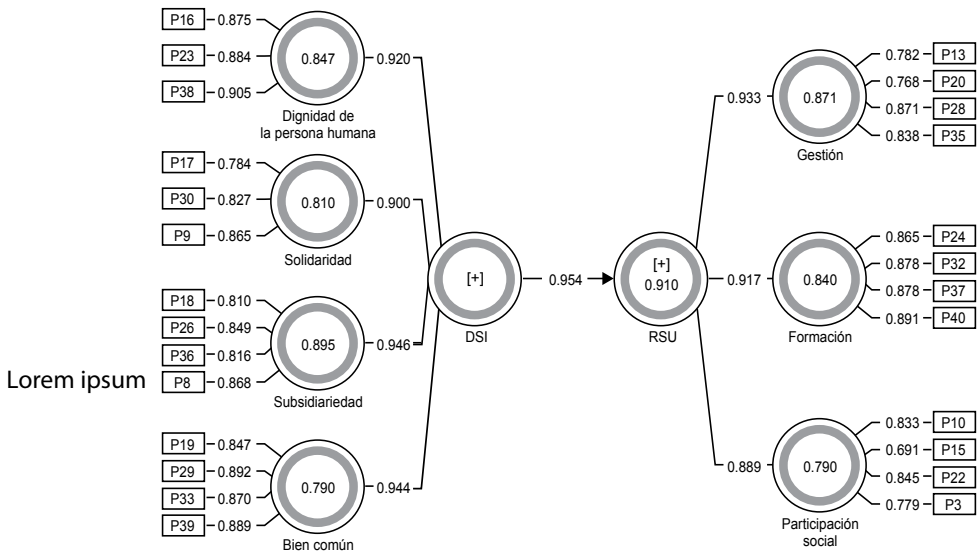 P16 0.875
P23 0.884
P38 0.905
0.847
0.920
Dignidad de
la persona humana
P17 0.784
P30 0.827
P9 0.865
0.810
0.900
Solidaridad
P18 0.810
P26 0.849
P36 0.816
P8 0.868
0.895
0.946
Subsidiariedad
Lorem ipsum
P19 0.847
P29 0.892
P33 0.870
P39 0.889
0.790
0.944
Bien común
[+]
DSI
0.954
[+]
0.910
RSU
0.933
0.871
Gestión
0.782 P13
0.768 P20
0.871 P28
0.838 P35
0.917
0.840
Formación
0.865 P24
0.878 P32
0.878 P37
0.891 P40
0.889
0.790
Participación
social
0.833 P10
0.691 P15
0.845 P22
0.779 P3